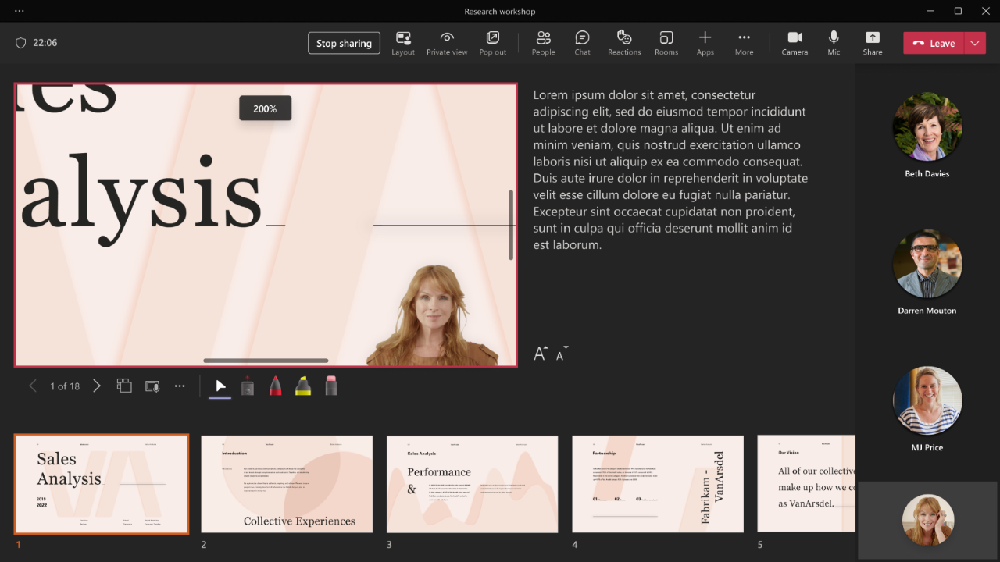 Research workshop
22:06
Stop sharing
Layout
Private view
Pop out
People
Chat
Reactions
Rooms
Apps
More
Camera
Mic
Share
Leave
alysis
200%
Lorem ipsum dolor sit amet, consectetur
adipiscing elit, sed do eiusmod tempor incididunt
ut labore et dolore magna aliqua. Ut enim ad
minim veniam, quis nostrud exercitation ullamco
laboris nisi ut aliquip ex ea commodo consequat.
Duis aute irure dolor in reprehenderit in voluptate
velit esse cillum dolore eu fugiat nulla pariatur.
Excepteur sint occaecat cupidatat non proident,
sunt in culpa qui officia deserunt mollit anim id
est laborum.
A A
Beth Davies
Darren Mouton
MJ Price
1 of 18
Sales
Analysis
2019
2022
1
Introduction
Collective Experiences
2
Sales Analysis
Performance
&
3
Partnership
01
02
03
Fabrikam -
VanArsdel
4
Our Vision
All of our collective
make up how we
as VanArsdel.
5